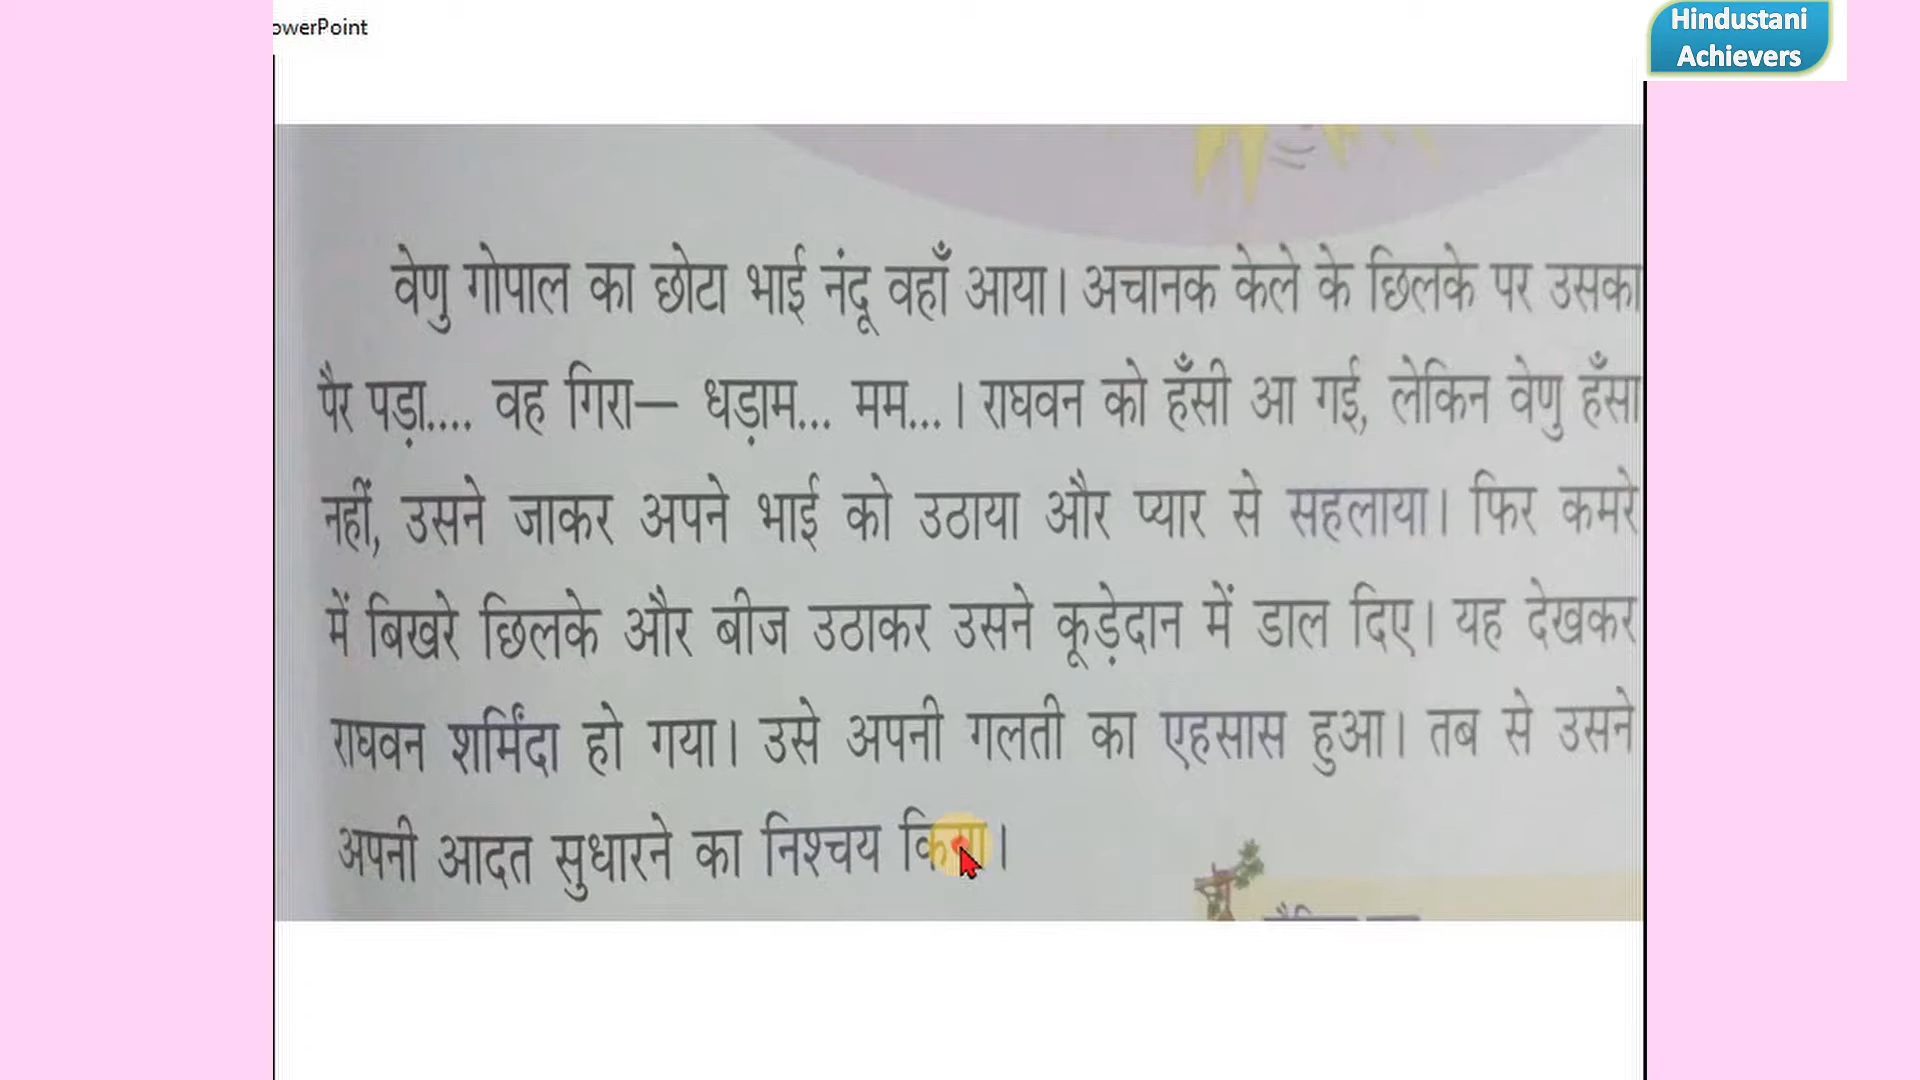 owerPoint
Hindustani
Achievers
वेणु गोपाल का छोटा भाई नंदू वहाँ आया। अचानक केले के छिलके पर उसका
पैर पड़ा.... वह गिरा— धड़ाम... मम...। राघवन को हँसी आ गई, लेकिन वेणु हँसा
नहीं, उसने जाकर अपने भाई को उठाया और प्यार से सहलाया। फिर कमरे
में बिखरे छिलके और बीज उठाकर उसने कूड़ेदान में डाल दिए। यह देखकर
राघवन शर्मिंदा हो गया। उसे अपनी गलती का एहसास हुआ। तब से उसने
अपनी आदत सुधारने का निश्चय किया।